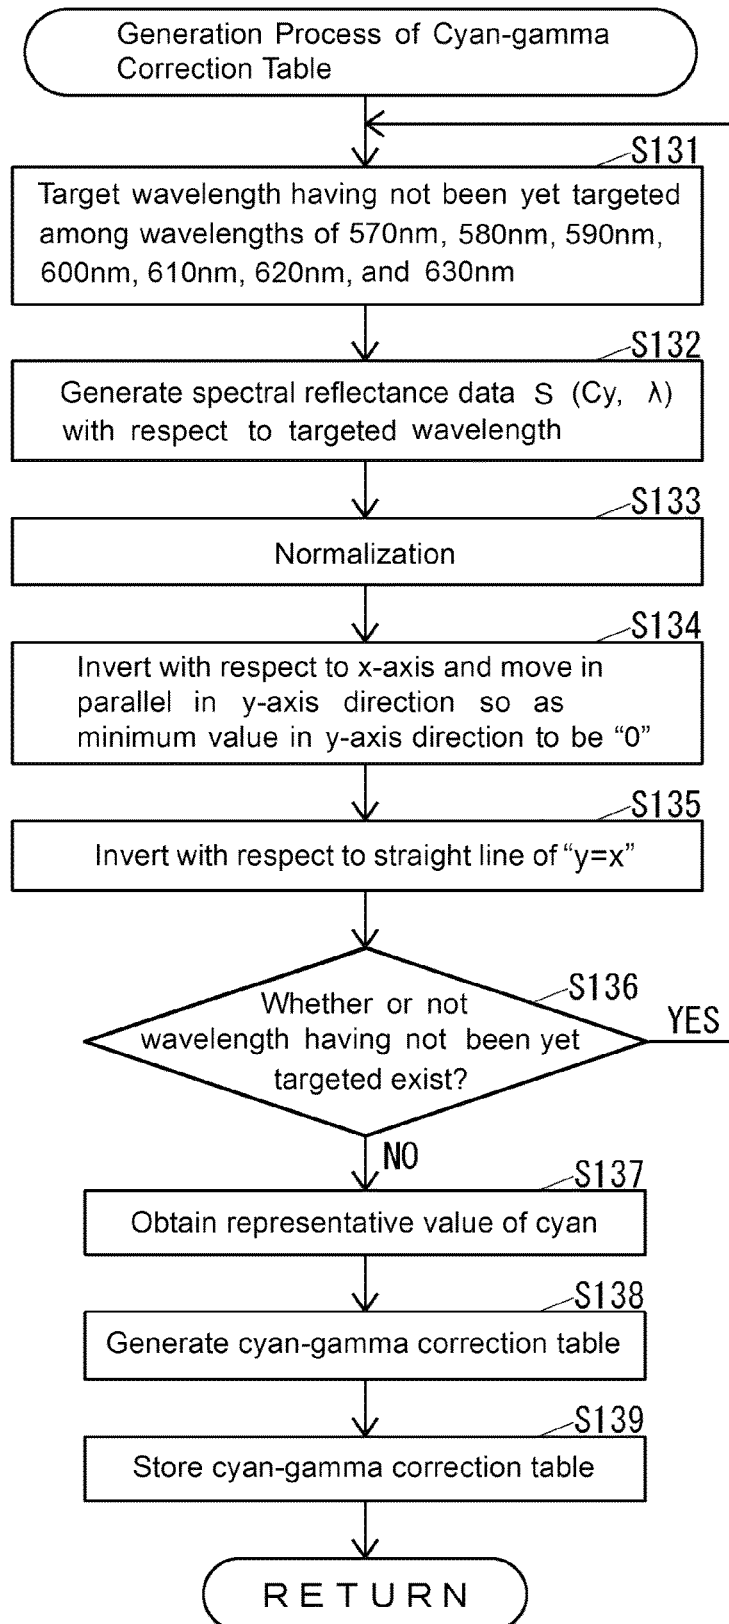 Generation Process of Cyan-gamma
Correction Table
S131
Target wavelength having not been yet targeted
among wavelengths of 570nm, 580nm, 590nm,
600nm, 610nm, 620nm, and 630nm
S132
Generate spectral reflectance data S (Cy, λ)
with respect to targeted wavelength
S133
Normalization
S134
Invert with respect to x-axis and move in
parallel in y-axis direction so as
minimum value in y-axis direction to be “0”
S135
Invert with respect to straight line of “y=x”
S136
Whether or not
wavelength having not been yet
targeted exist?
YES
NO
S137
Obtain representative value of cyan
S138
Generate cyan-gamma correction table
S139
Store cyan-gamma correction table
RETURN